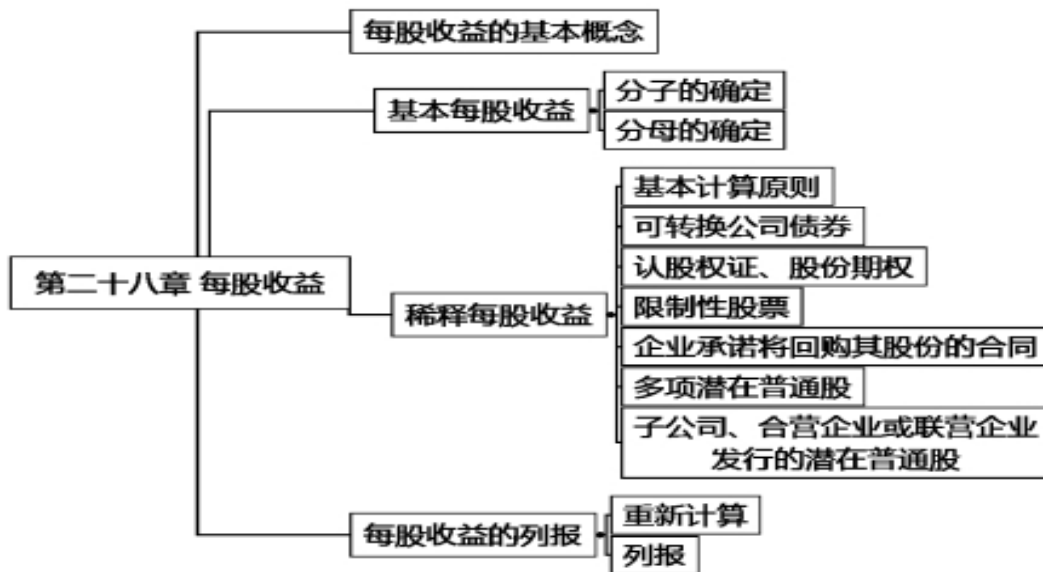 每股收益的基本概念
基本每股收益
分子的确定
分母的确定
第二十八章 每股收益
稀释每股收益
基本计算原则
可转换公司债券
认股权证、股份期权
限制性股票
企业承诺将回购其股份的合同
多项潜在普通股
子公司、合营企业或联营企业
发行的潜在普通股
每股收益的列报
重新计算
列报